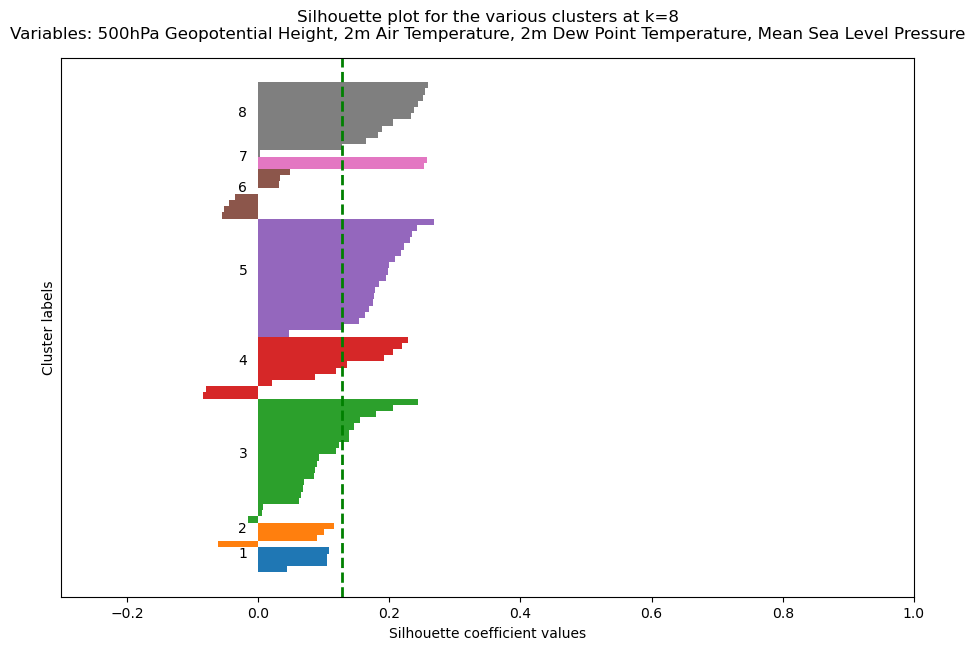 Silhouette plot for the various clusters at k=8
Variables: 500hPa Geopotential Height, 2m Air Temperature, 2m Dew Point Temperature, Mean Sea Level Pressure
8
7
6
5
4
3
2
1
Cluster labels
−0.2 0.0 0.2 0.4 0.6 0.8 1.0
Silhouette coefficient values